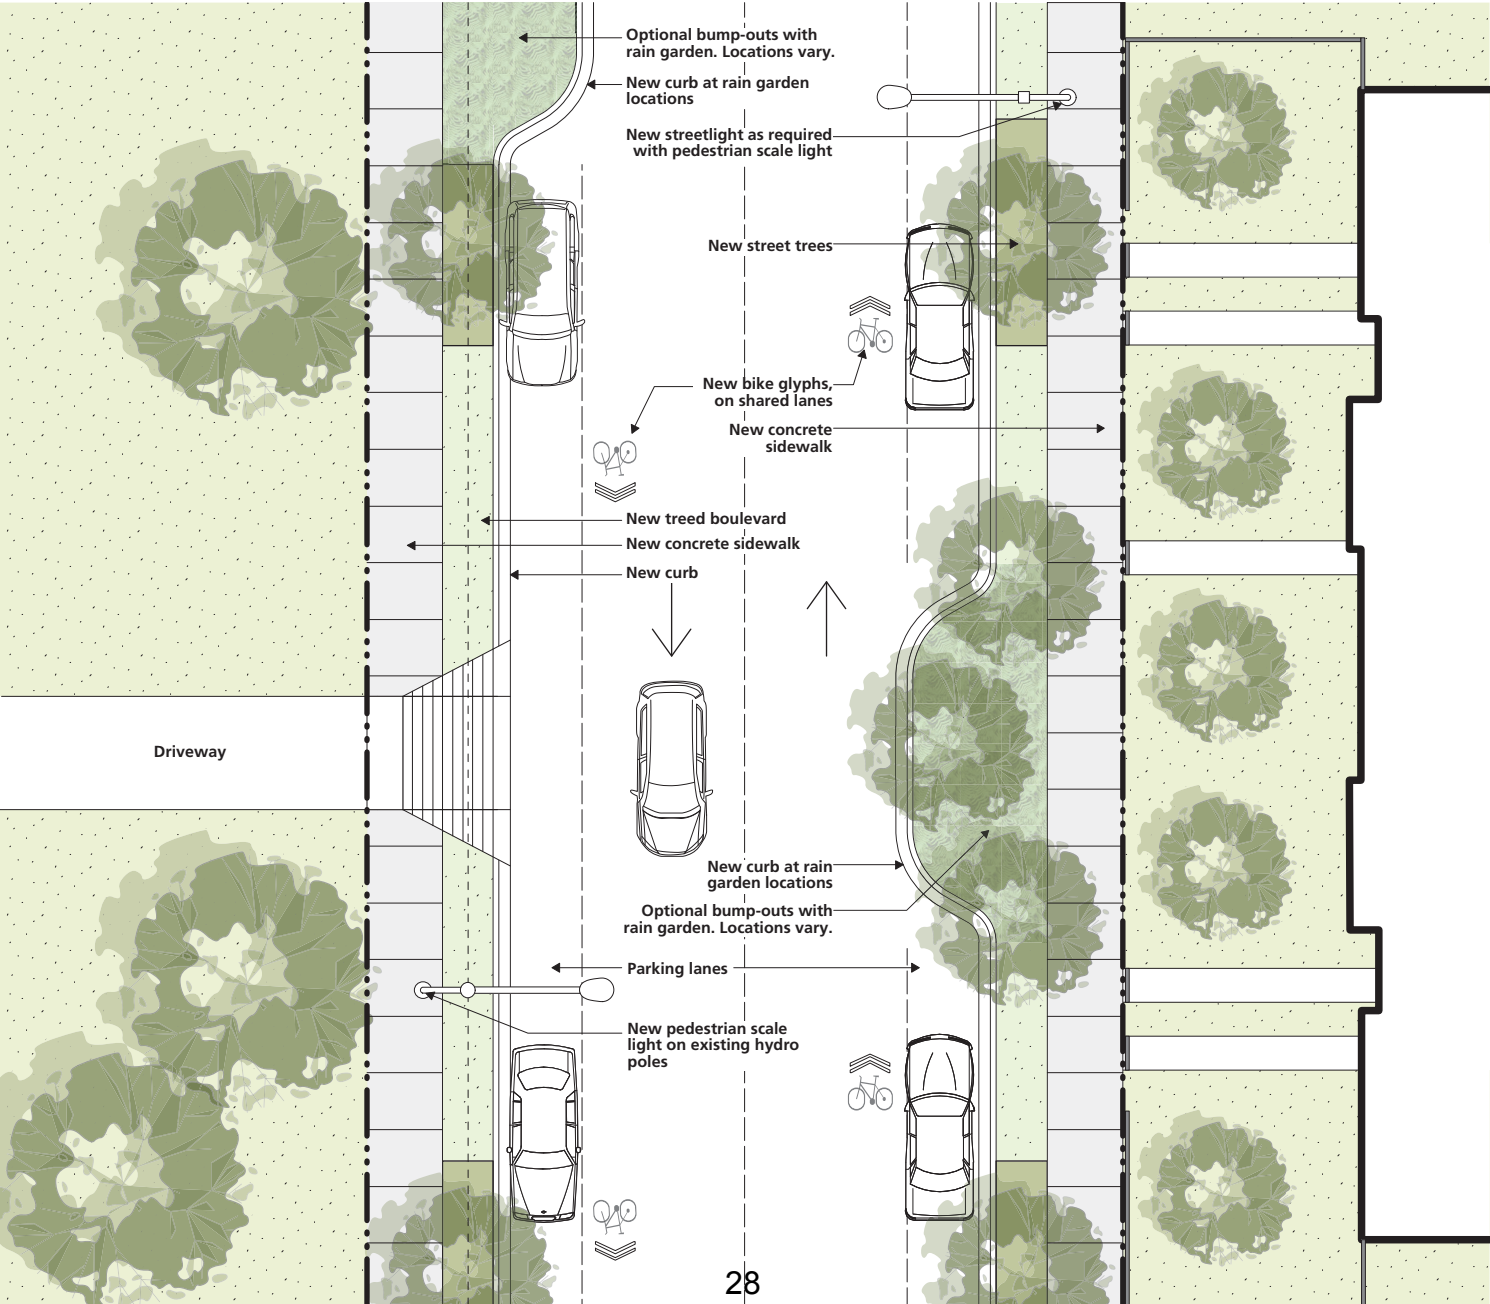 Optional bump-outs with
rain garden. Locations vary.
New curb at rain garden
locations
New streetlight as required
with pedestrian scale light
New street trees
New bike glyphs,
on shared lanes
New concrete
sidewalk
New treed boulevard
New concrete sidewalk
New curb
Driveway
New curb at rain
garden locations
Optional bump-outs with
rain garden. Locations vary.
Parking lanes
New pedestrian scale
light on existing hydro
poles
28